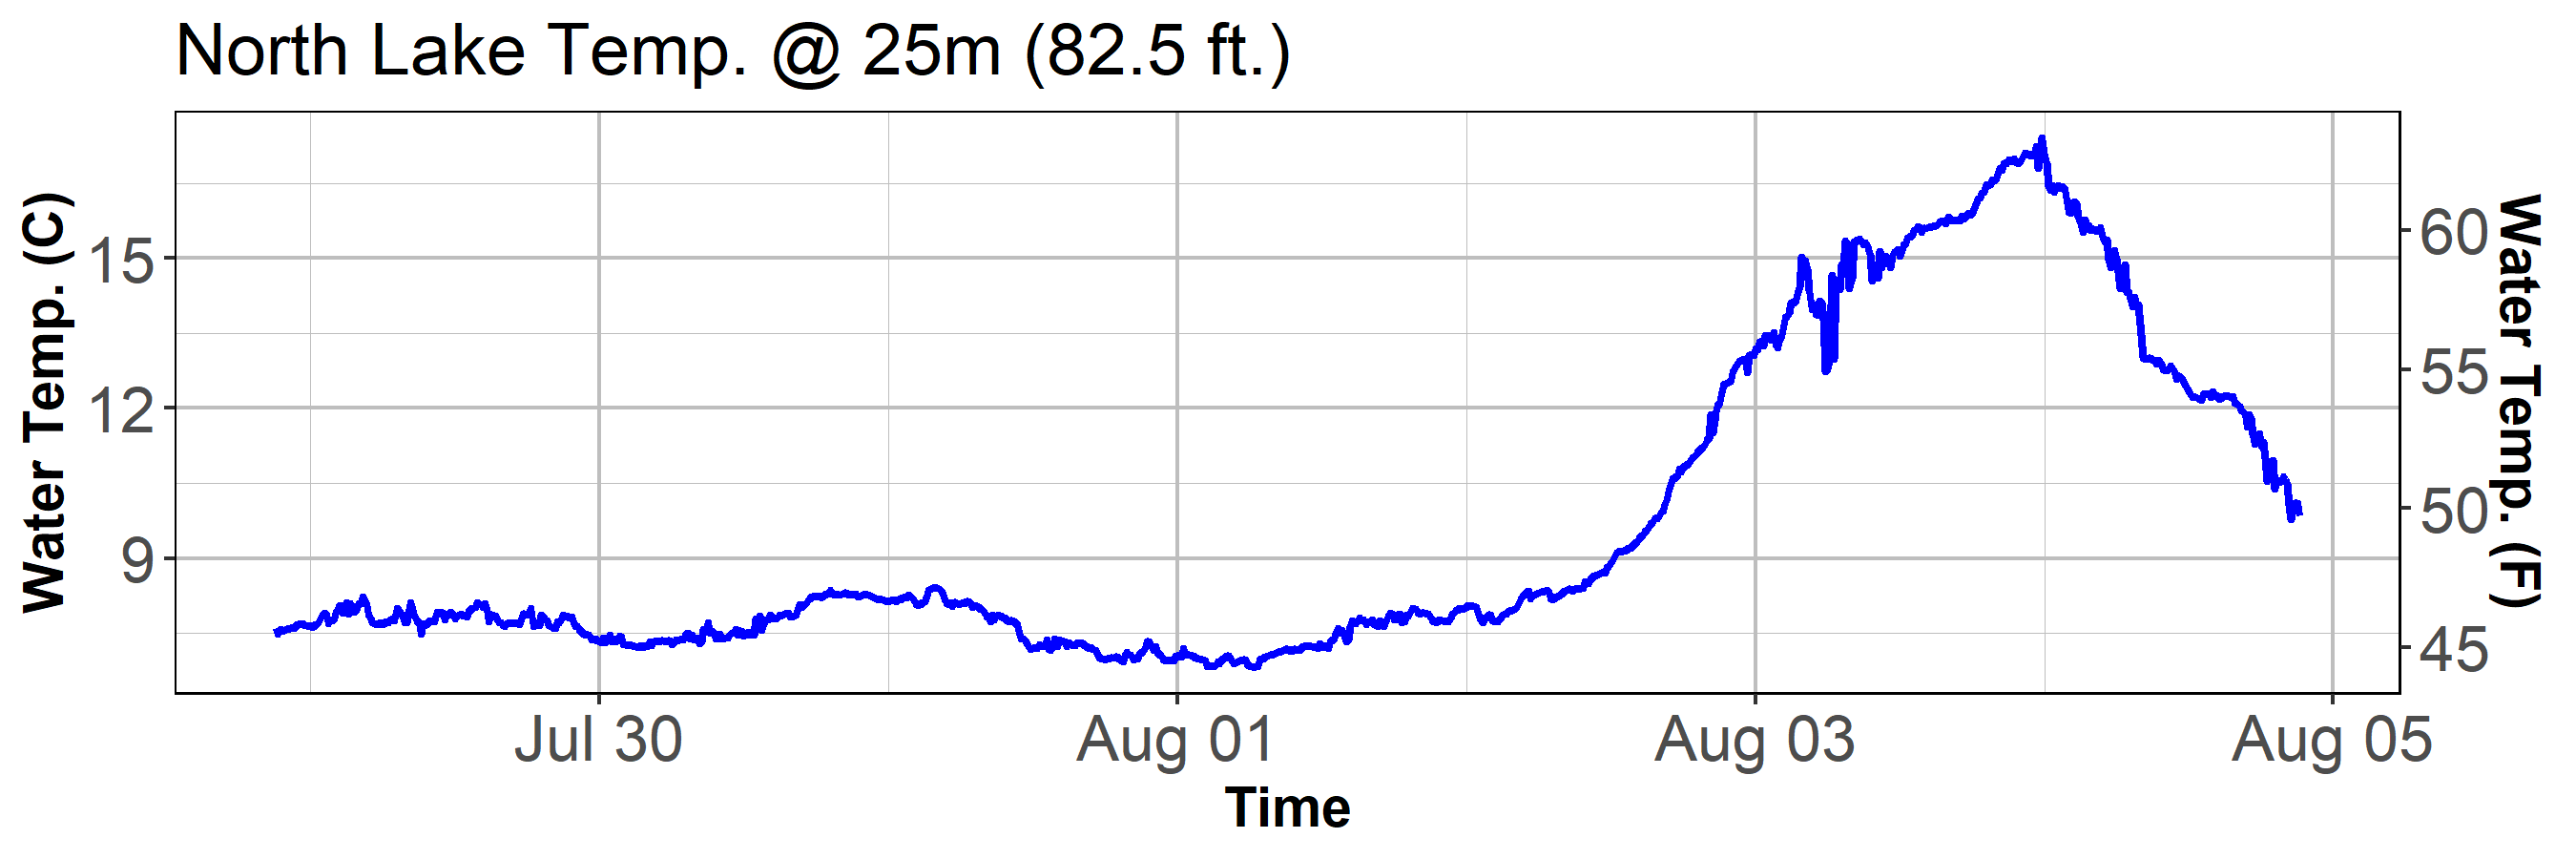 North Lake Temp. @ 25m (82.5 ft.)
Water Temp. (C)
15
12
9
60
55
50
45
Water Temp. (F)
Jul 30
Aug 01
Aug 03
Aug 05
Time